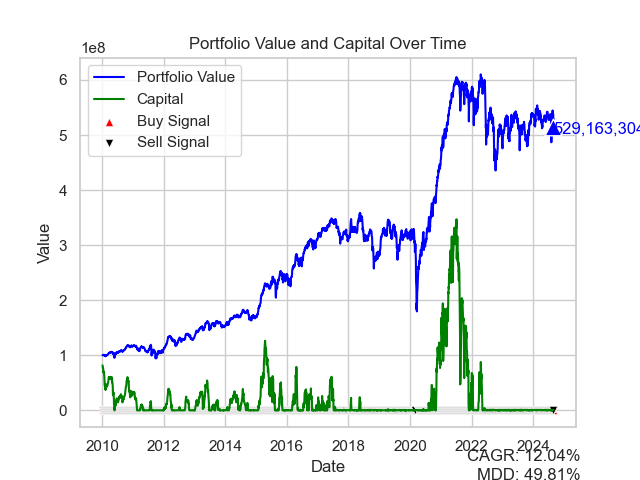 Portfolio Value and Capital Over Time
1e8
Portfolio Value
Capital
Buy Signal
Sell Signal
6
5
4
3
2
1
0
Value
529,163,304
2010 2012 2014 2016 2018 2020 2022 2024
Date
CAGR: 12.04%
MDD: 49.81%